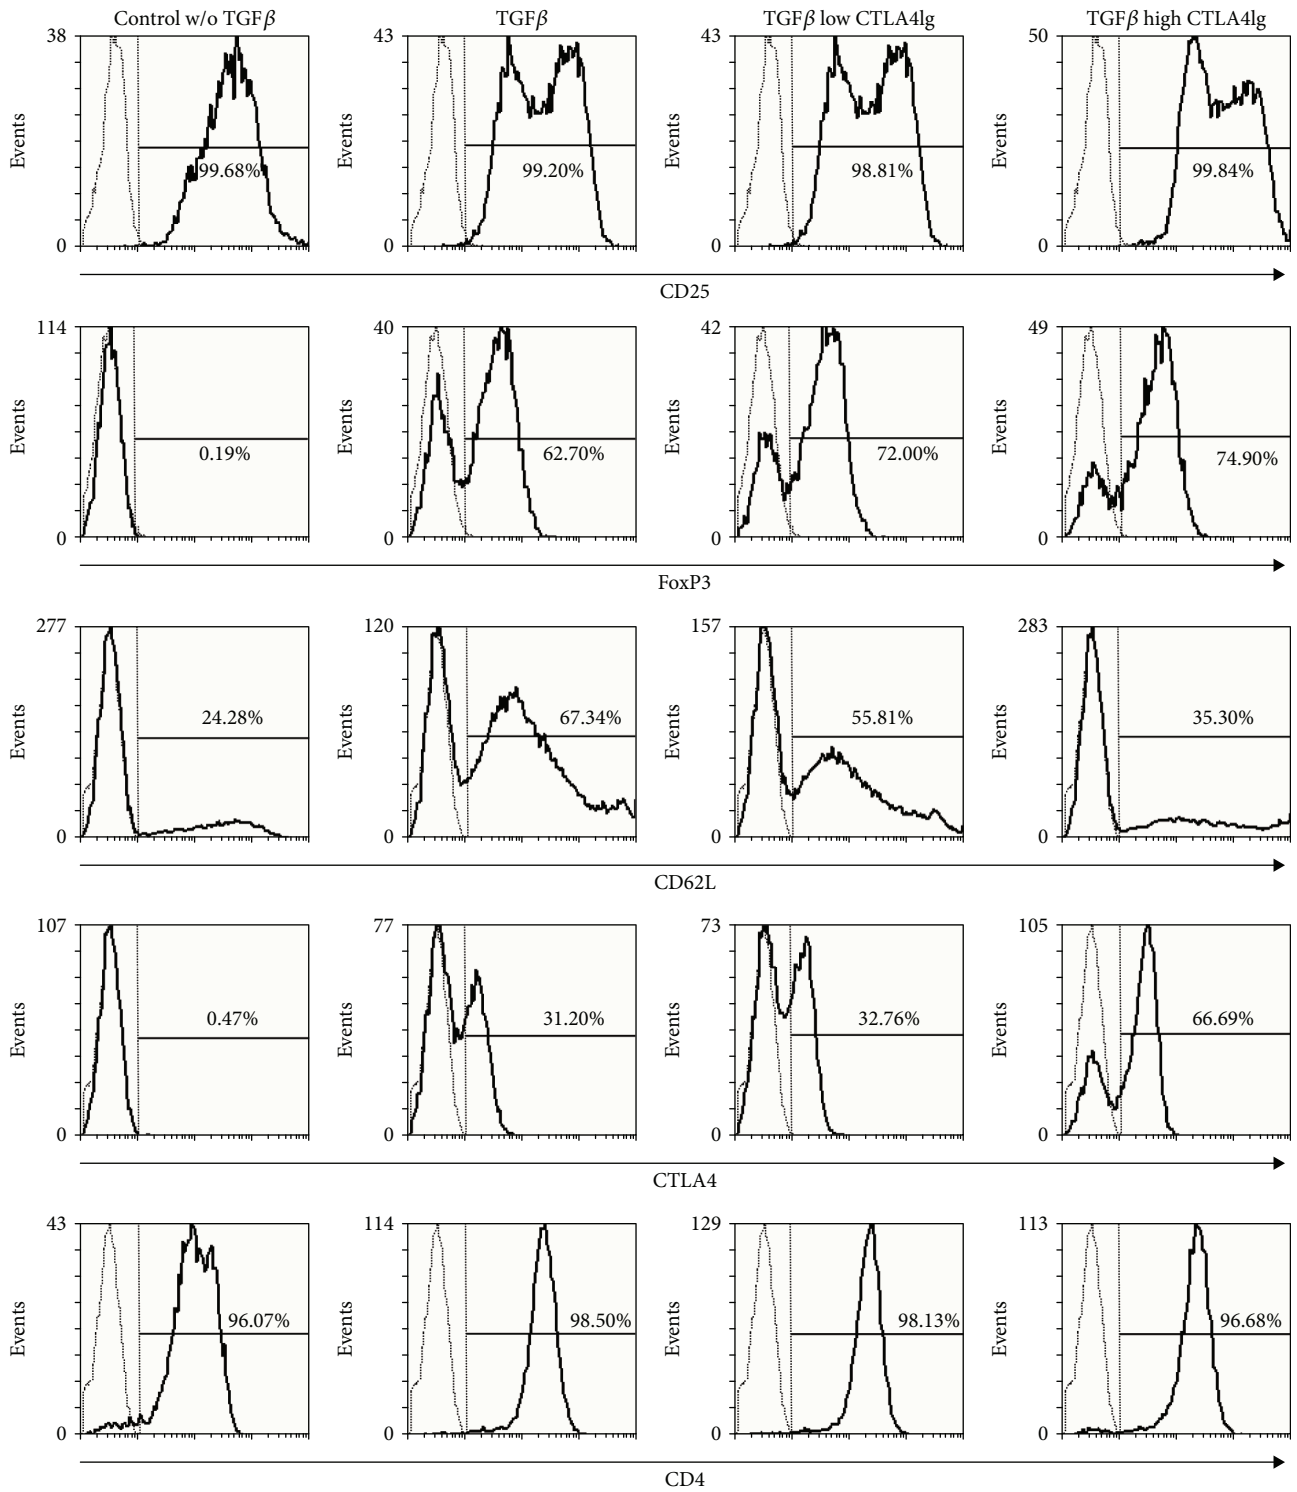 Control w/o TGFβ TGFβ TGFβ low CTLA4lg TGFβ high CTLA4lg
38 43 43 50
Events Events Events Events
99.68% 99.20% 98.81% 99.84%
0 0 0 0
CD25
114 40 42 49
Events Events Events Events
0.19% 62.70% 72.00% 74.90%
0 0 0 0
FoxP3
277 120 157 283
Events Events Events Events
24.28% 67.34% 55.81% 35.30%
0 0 0 0
CD62L
107 77 73 105
Events Events Events Events
0.47% 31.20% 32.76% 66.69%
0 0 0 0
CTLA4
43 114 129 113
Events Events Events Events
96.07% 98.50% 98.13% 96.68%
0 0 0 0
CD4